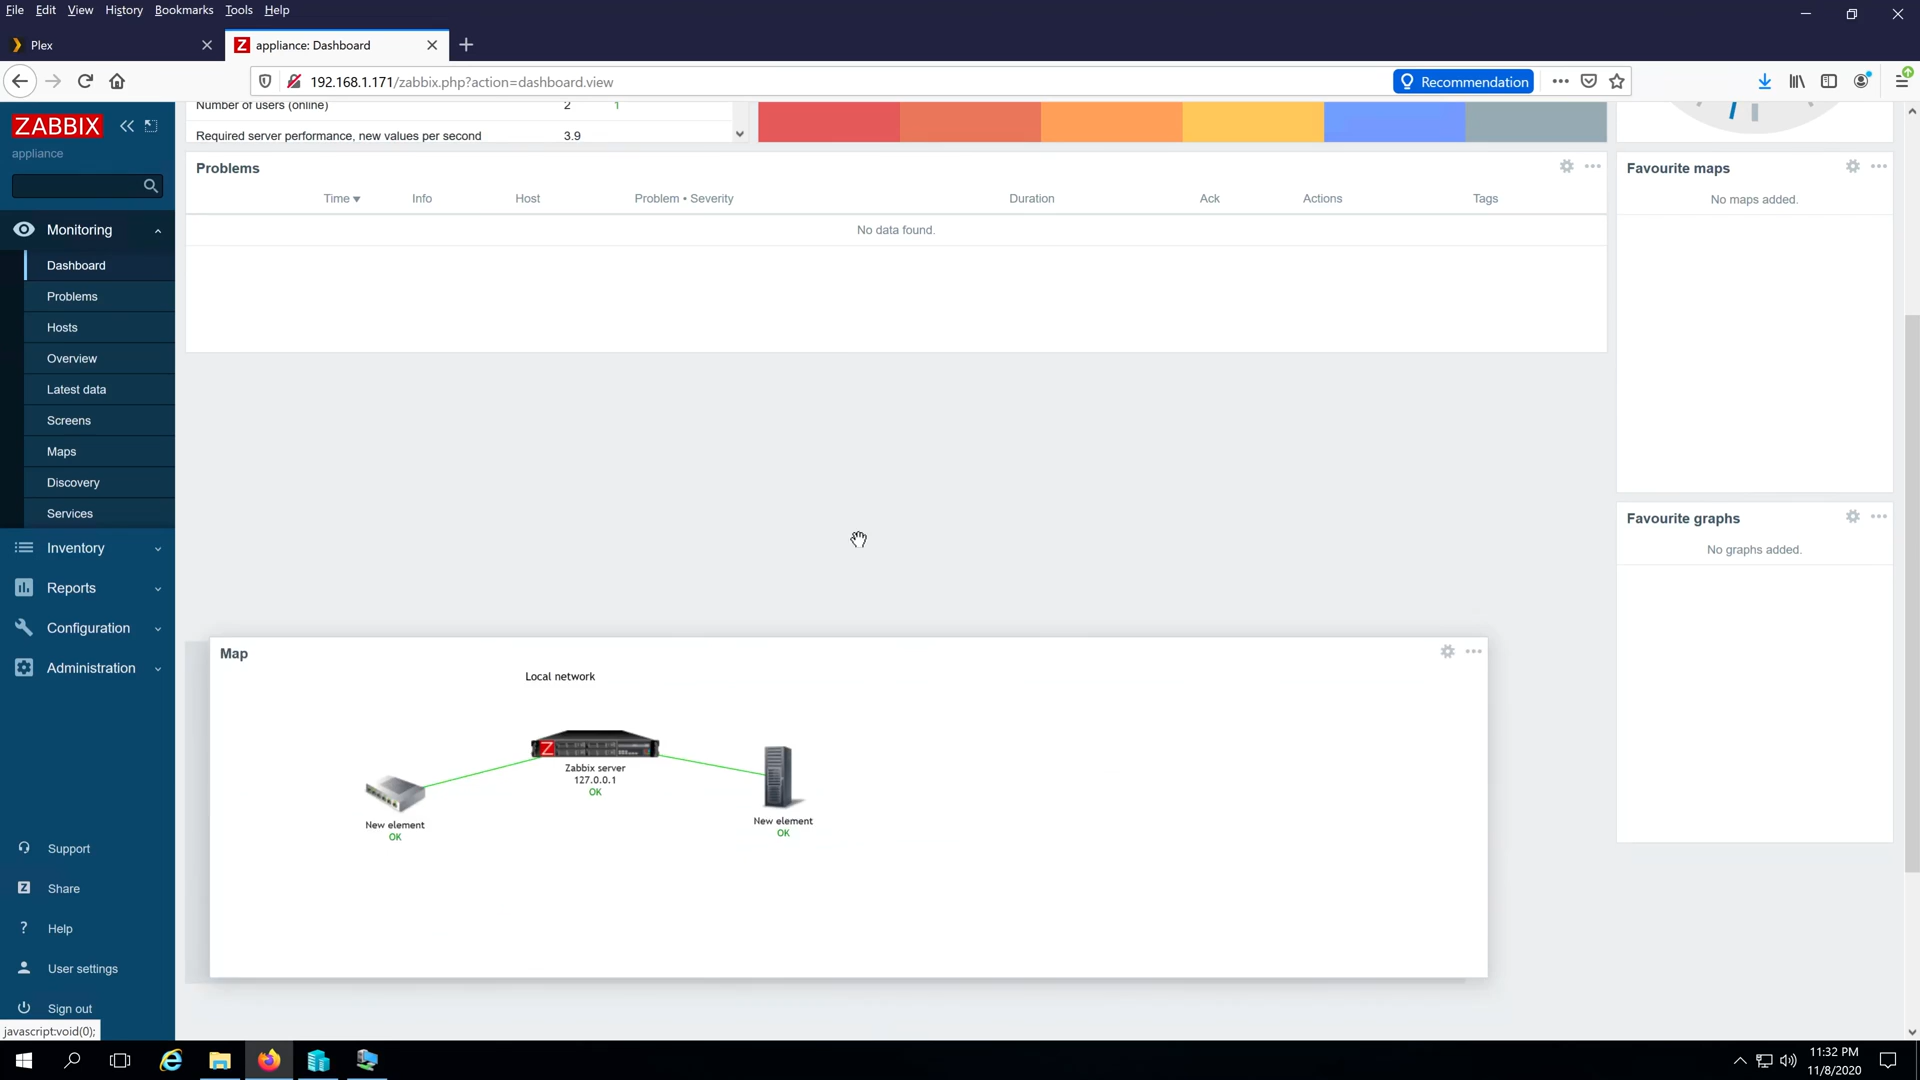 File Edit View History Bookmarks Tools Help
Plex
Z appliance: Dashboard
192.168.1.171/zabbix.php?action=dashboard.view
Recommendation
ZABBIX
appliance
Monitoring
Dashboard
Problems
Hosts
Overview
Latest data
Screens
Maps
Discovery
Services
Inventory
Reports
Configuration
Administration
Support
Z Share
? Help
User settings
Sign out
javascript:void(0);
Number of users (online) 2 1
Required server performance, new values per second 3.9
Problems
Time Info Host Problem • Severity Duration Ack Actions Tags
No data found.
Map
Local network
Z
Zabbix server
127.0.0.1
OK
New element
OK
New element
OK
Favourite maps
No maps added.
Favourite graphs
No graphs added.
11:32 PM
11/8/2020